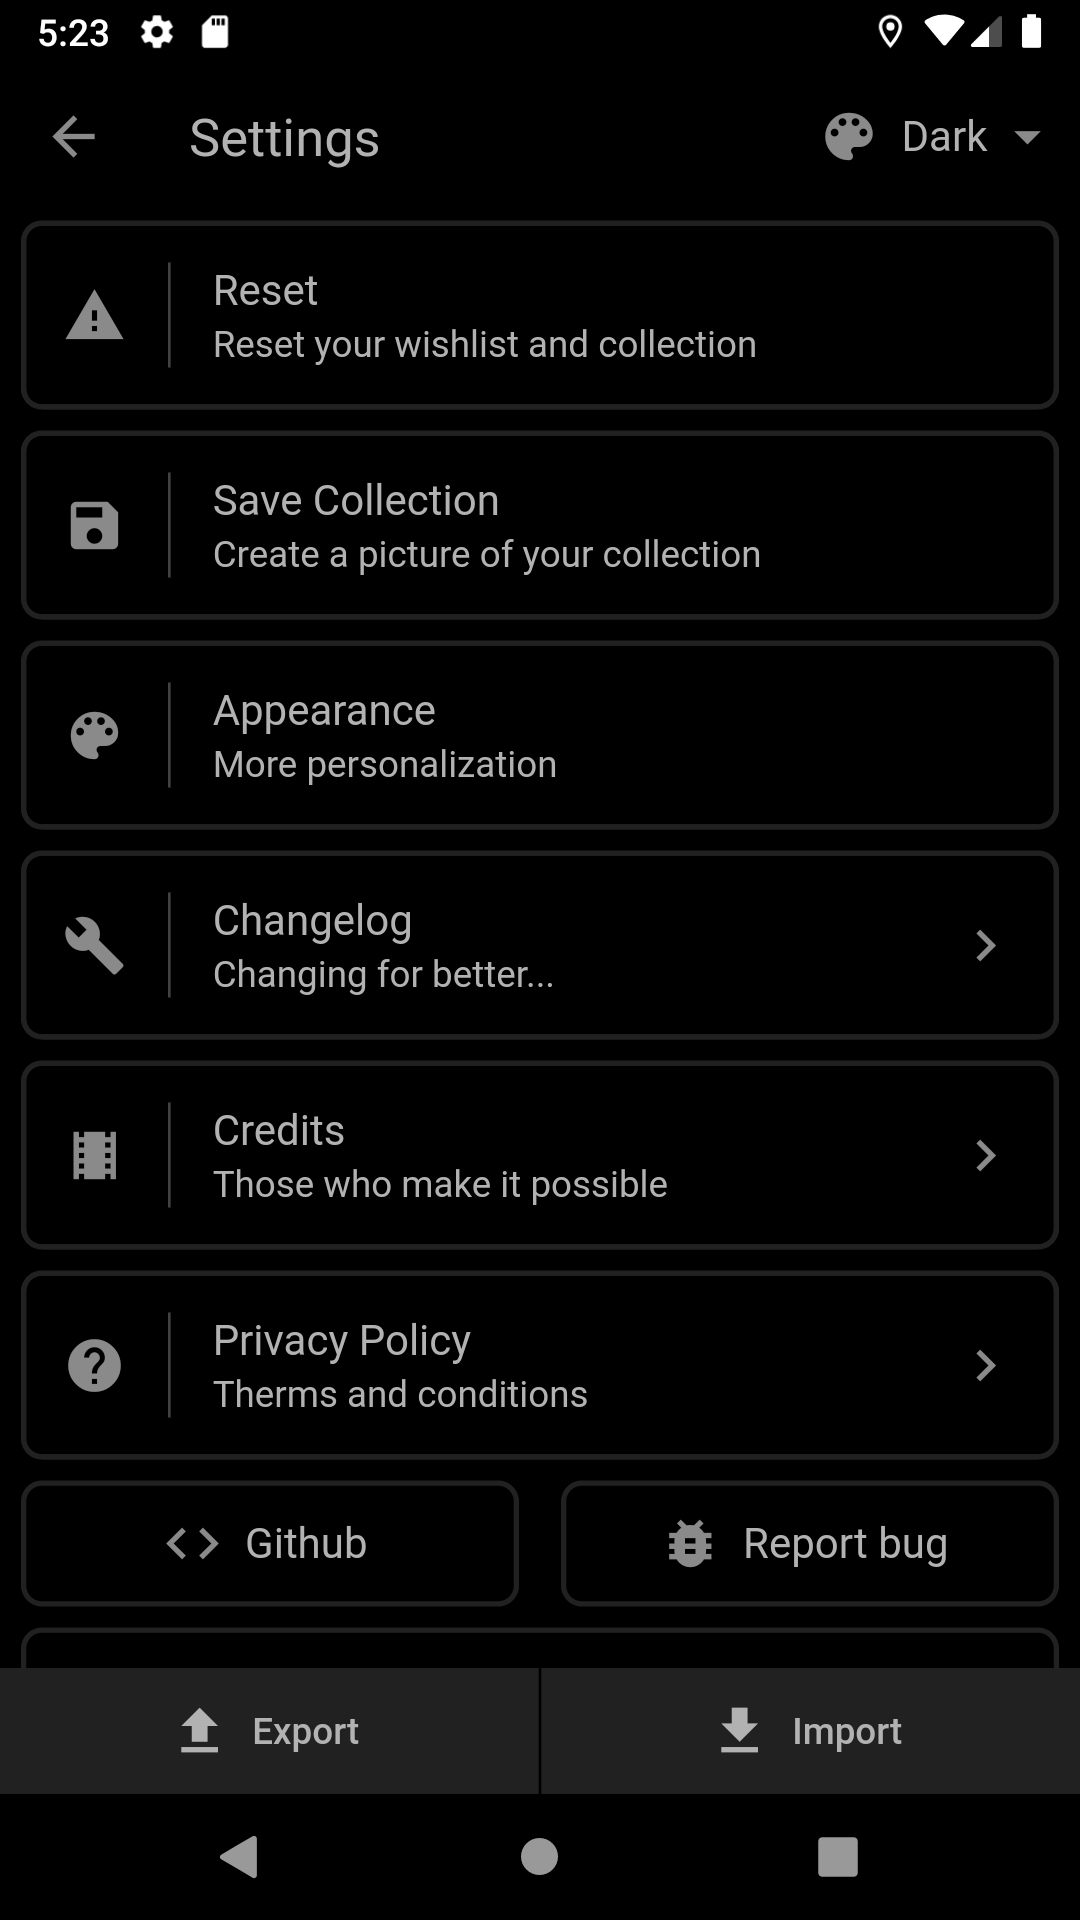 5:23
Settings
Dark
Reset
Reset your wishlist and collection
Save Collection
Create a picture of your collection
Appearance
More personalization
Changelog
Changing for better...
Credits
Those who make it possible
Privacy Policy
Therms and conditions
Github
Report bug
Export
Import